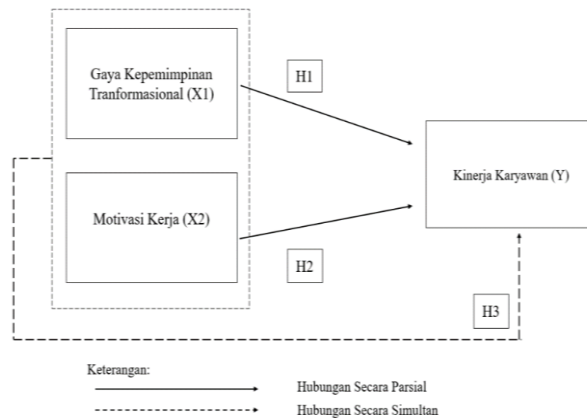 Gaya Kepemimpinan
Tranformasional (X1)
H1
Kinerja Karyawan (Y)
Motivasi Kerja (X2)
H2
H3
Keterangan:
Hubungan Secara Parsial
Hubungan Secara Simultan